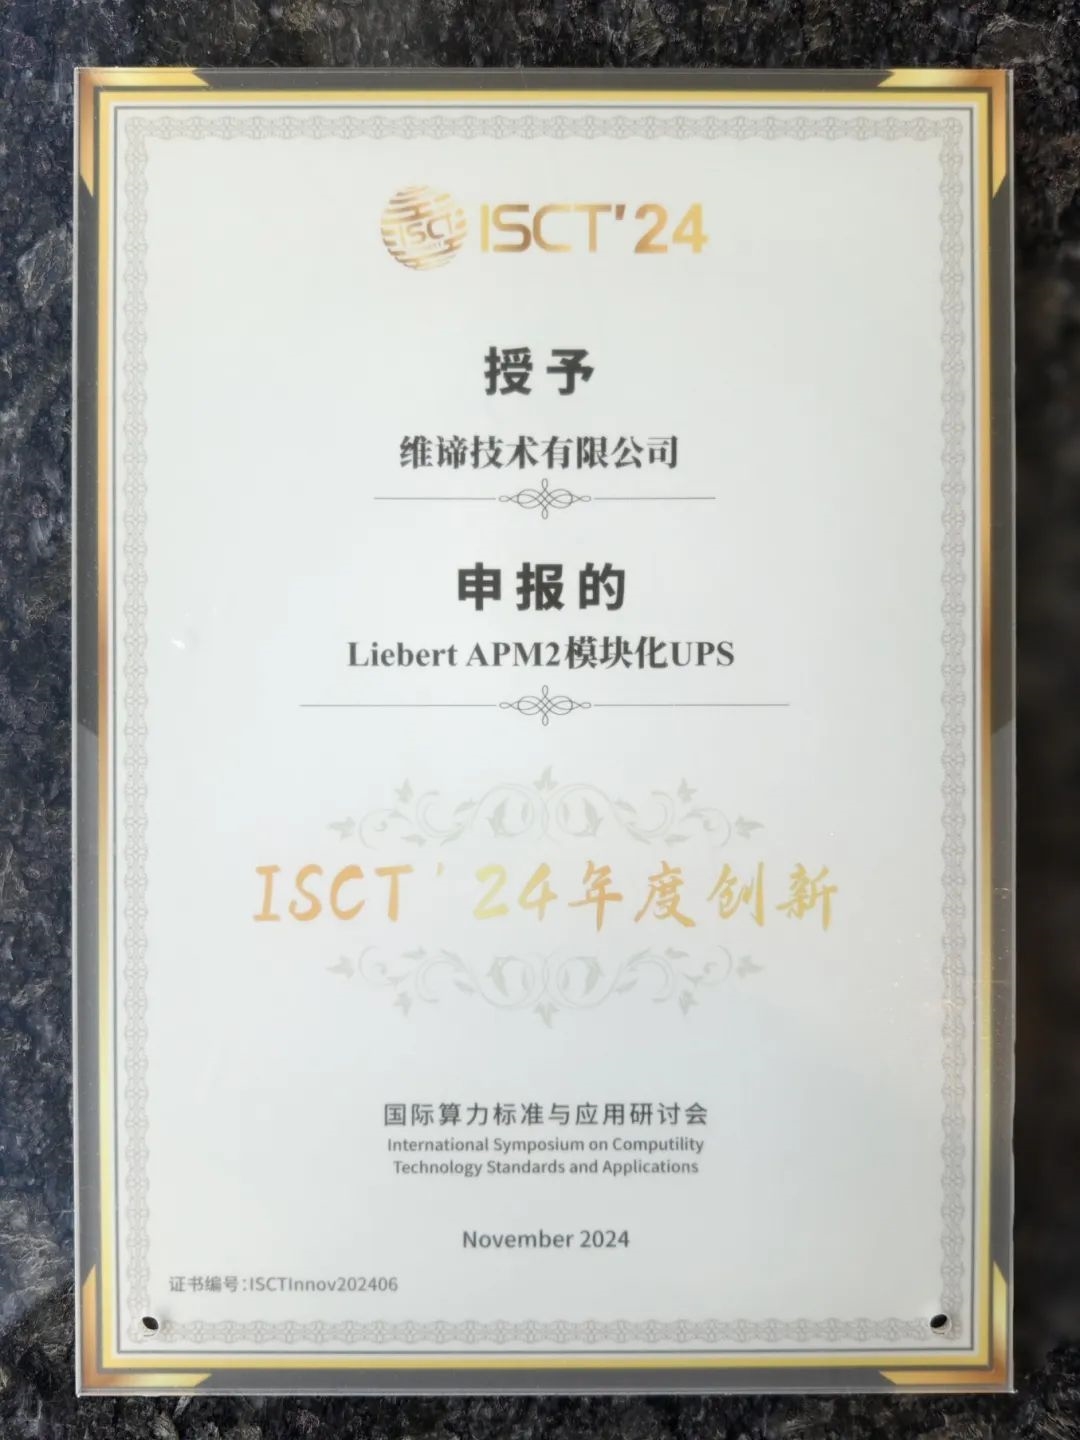 ISCT ISCT'24
授予
维谛技术有限公司
申报的
Liebert APM2模块化UPS
ISCT'24年度创新
国际算力标准与应用研讨会
International Symposium on Computility
Technology Standards and Applications
November 2024
证书编号:ISCTInnov202406